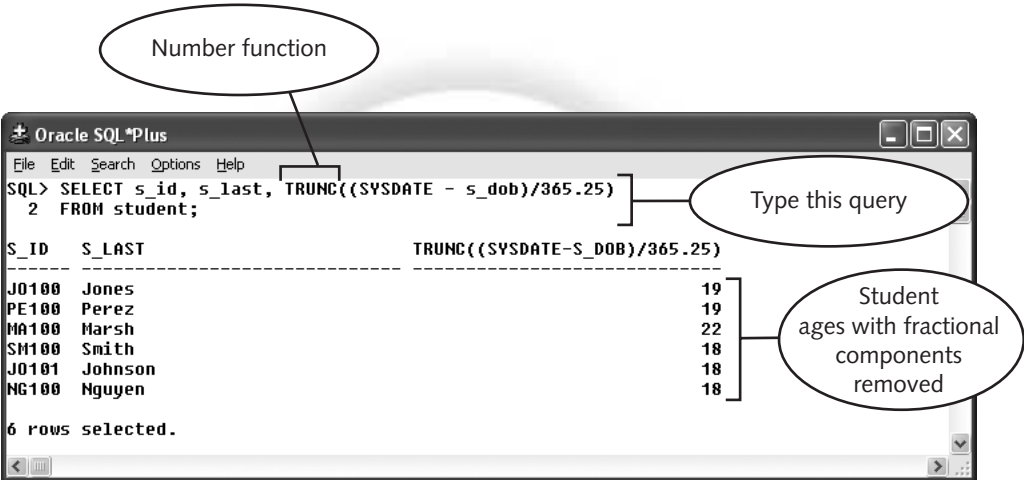 Number function
Oracle SQL*Plus
File Edit Search Options Help
SQL> SELECT s_id, s_last, TRUNC((SYSDATE - s_dob)/365.25)
2 FROM student;
Type this query
S_ID S_LAST TRUNC((SYSDATE-S_DOB)/365.25)
------ ------------------------------ -----------------------------
JO100 Jones 19
PE100 Perez 19
MA100 Marsh 22
SM100 Smith 18
JO101 Johnson 18
NG100 Nguyen 18
Student
ages with fractional
components
removed
6 rows selected.